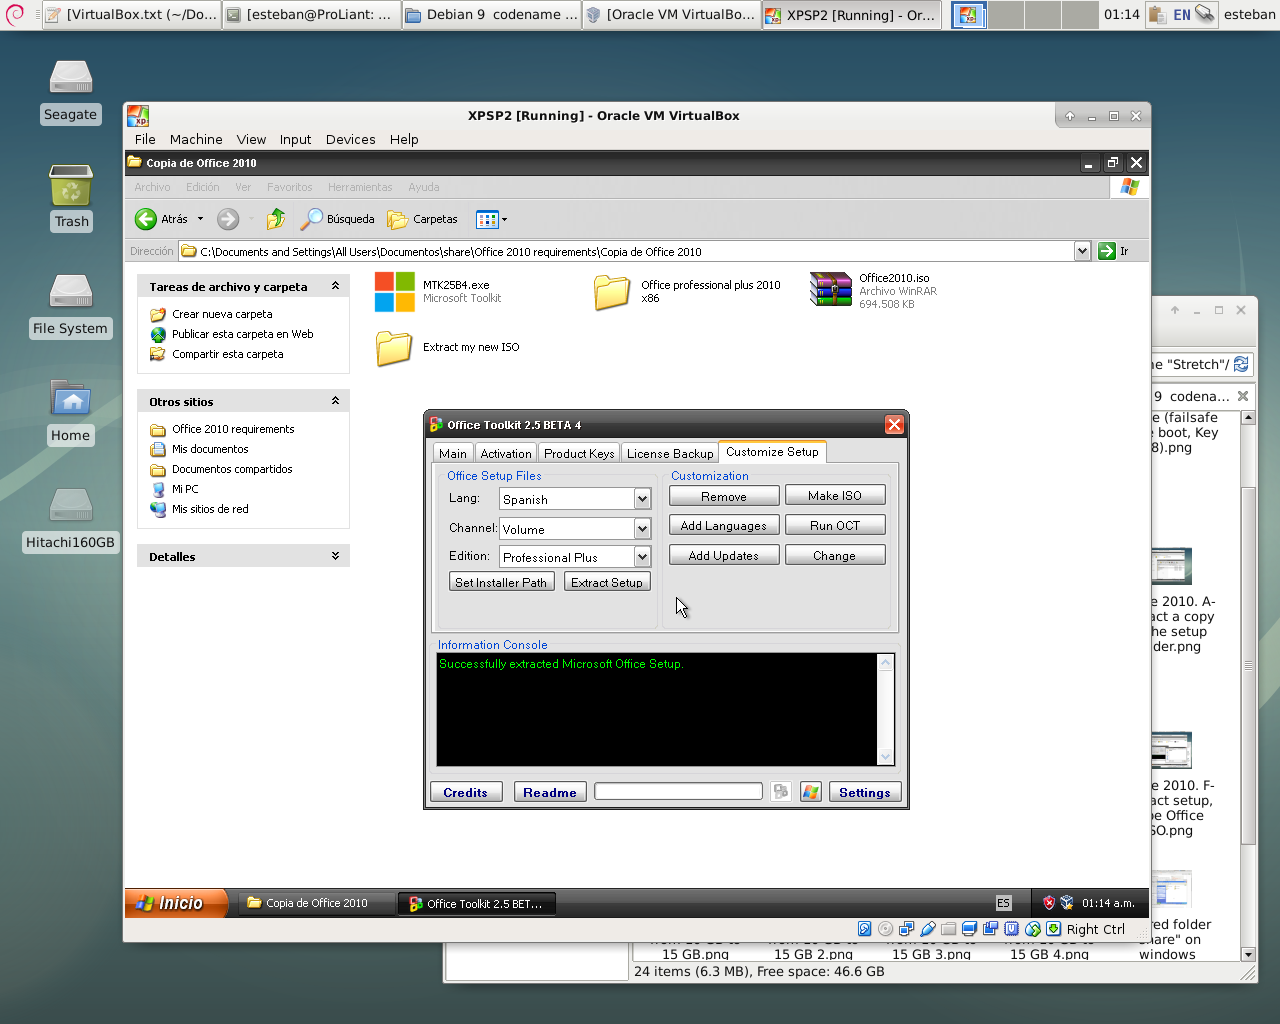 [VirtualBox.txt (~/Do...
[esteban@ProLiant: ...
Debian 9  codename ...
[Oracle VM VirtualBo...
XPSP2 [Running] - Or...
01:14
EN
esteban
Seagate
Trash
File System
Home
Hitachi160GB
XPSP2 [Running] - Oracle VM VirtualBox
File Machine View Input Devices Help
Copia de Office 2010
Archivo Edición Ver Favoritos Herramientas Ayuda
Atrás Búsqueda Carpetas
Dirección C:\Documents and Settings\All Users\Documentos\share\Office 2010 requirements\Copia de Office 2010 Ir
Tareas de archivo y carpeta
Crear nueva carpeta
Publicar esta carpeta en Web
Compartir esta carpeta
Otros sitios
Office 2010 requirements
Mis documentos
Documentos compartidos
Mi PC
Mis sitios de red
Detalles
MTK25B4.exe
Microsoft Toolkit
Office professional plus 2010
x86
Office2010.iso
Archivo WinRAR
694.508 KB
Extract my new ISO
Office Toolkit 2.5 BETA 4
Main Activation Product Keys License Backup Customize Setup
Office Setup Files
Lang: Spanish
Channel: Volume
Edition: Professional Plus
Set Installer Path Extract Setup
Customization
Remove Make ISO
Add Languages Run OCT
Add Updates Change
Information Console
Successfully extracted Microsoft Office Setup.
Credits Readme Settings
Inicio
Copia de Office 2010
Office Toolkit 2.5 BET...
ES
01:14 a.m.
Right Ctrl
ne "Stretch"/
9  codena...
e (failsafe
e boot, Key
8).png
e 2010. A-
act a copy
he setup
der.png
e 2010. F-
act setup,
be Office
SO.png
red folder
hare" on
windows
15 GB.png
15 GB 2.png
15 GB 3.png
15 GB 4.png
24 items (6.3 MB), Free space: 46.6 GB